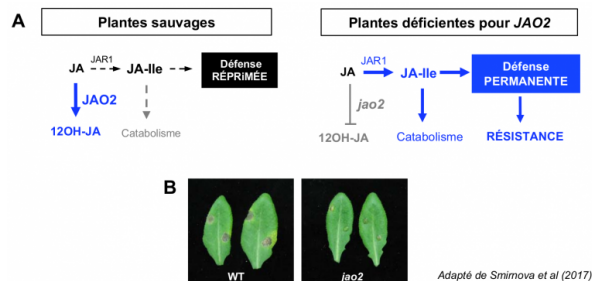 A
Plantes sauvages
Plantes déficientes pour JAO2
JA JAR1 JA-Ile Défense RÉPRiMÉE
JAO2
12OH-JA Catabolisme
JA JAR1 JA-Ile Défense PERMANENTE
jao2
12OH-JA Catabolisme RÉSISTANCE
B
WT jao2
Adapté de Smirnova et al (2017)